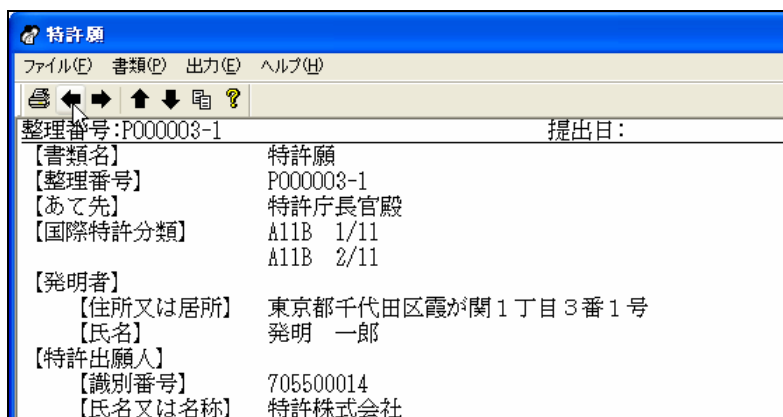 特許願
ファイル(F) 書類(P) 出力(E) ヘルプ(H)
整理番号:P000003-1 提出日:
【書類名】 特許願
【整理番号】 P000003-1
【あて先】 特許庁長官殿
【国際特許分類】 A11B 1/11
A11B 2/11
【発明者】
【住所又は居所】 東京都千代田区霞が関1丁目3番1号
【氏名】 発明 一郎
【特許出願人】
【識別番号】 705500014
【氏名又は名称】 特許株式会社